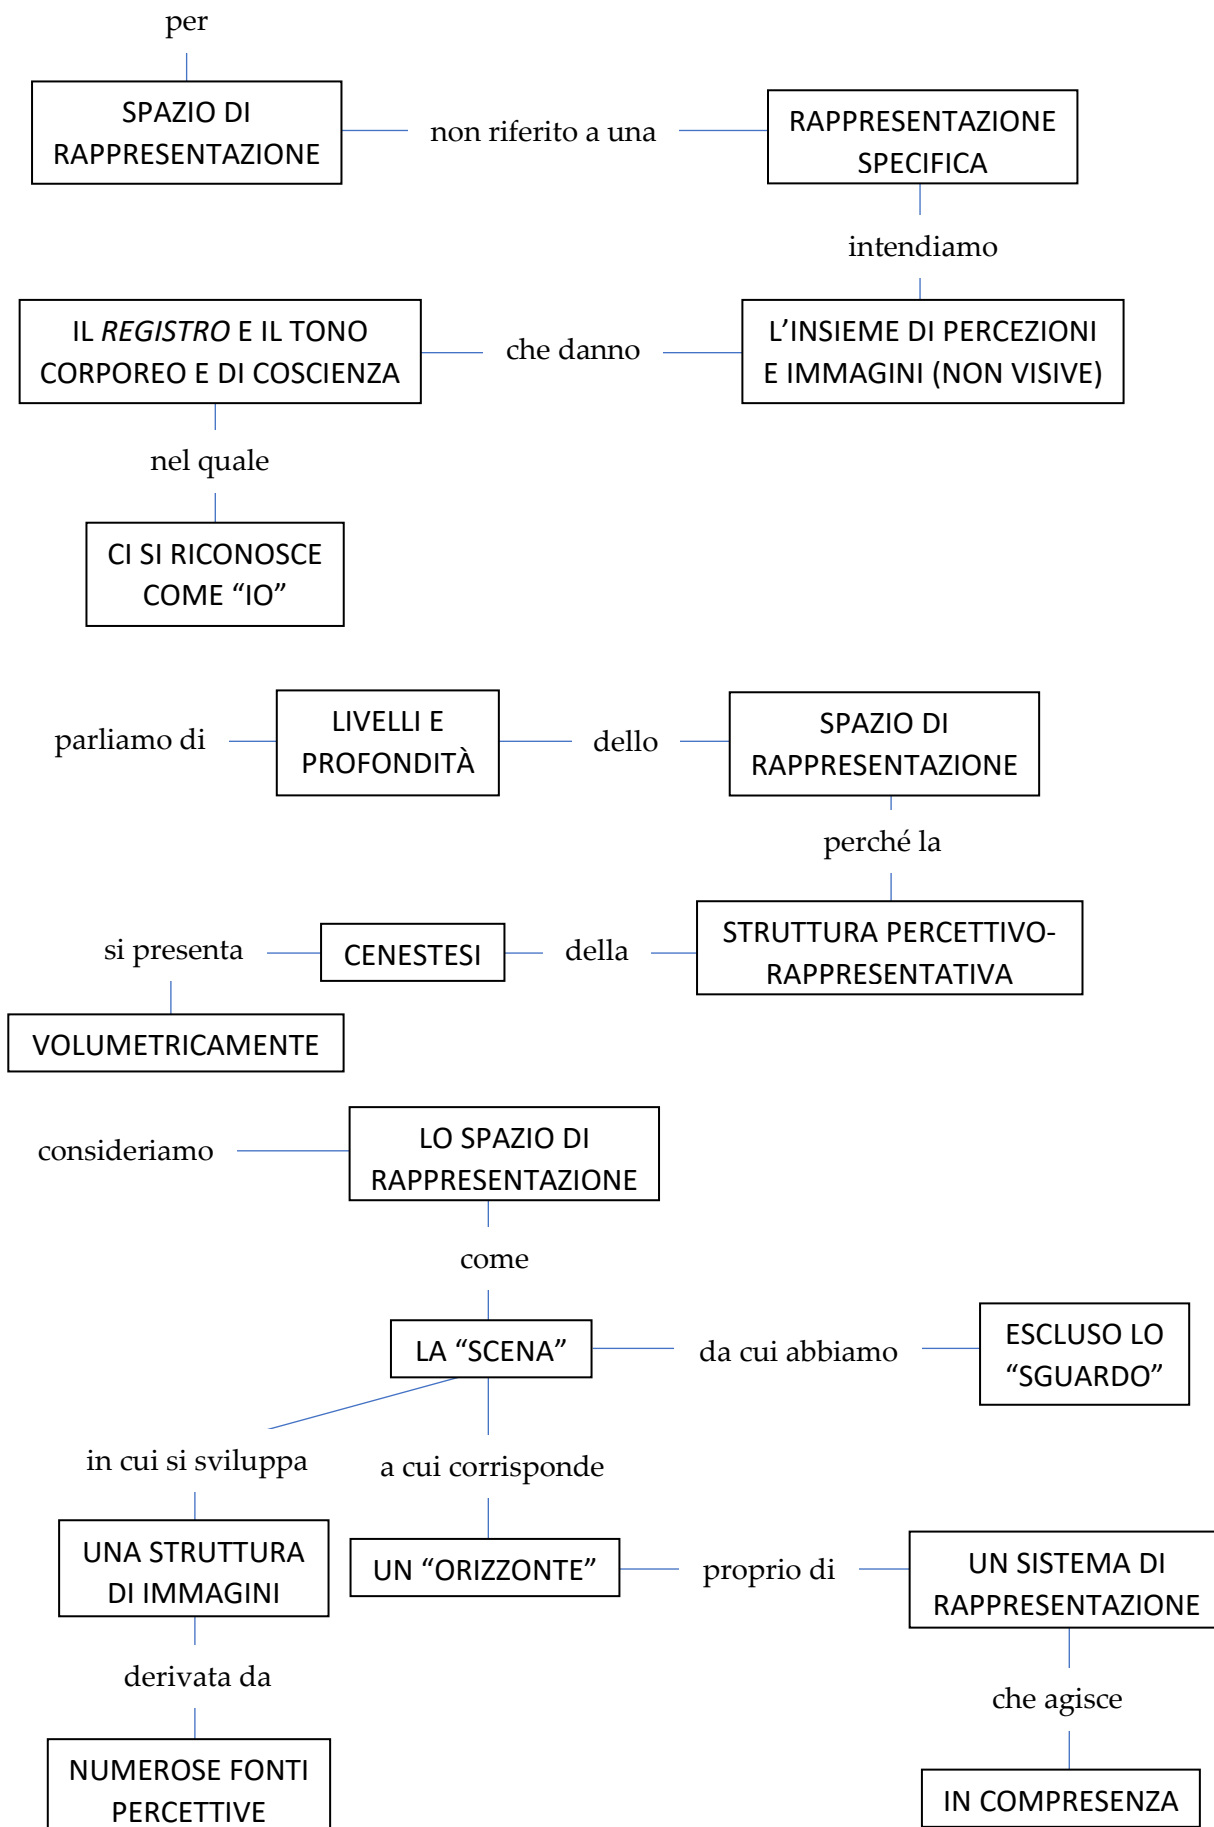 per
SPAZIO DI
RAPPRESENTAZIONE
non riferito a una
RAPPRESENTAZIONE
SPECIFICA
intendiamo
L’INSIEME DI PERCEZIONI
E IMMAGINI (NON VISIVE)
che danno
IL REGISTRO E IL TONO
CORPOREO E DI COSCIENZA
nel quale
CI SI RICONOSCE
COME “IO”
parliamo di
LIVELLI E
PROFONDITÀ
dello
SPAZIO DI
RAPPRESENTAZIONE
perché la
STRUTTURA PERCETTIVO-
RAPPRESENTATIVA
della
CENESTESI
si presenta
VOLUMETRICAMENTE
consideriamo
LO SPAZIO DI
RAPPRESENTAZIONE
come
LA “SCENA”
da cui abbiamo
ESCLUSO LO
“SGUARDO”
in cui si sviluppa
UNA STRUTTURA
DI IMMAGINI
derivata da
NUMEROSE FONTI
PERCETTIVE
a cui corrisponde
UN “ORIZZONTE”
proprio di
UN SISTEMA DI
RAPPRESENTAZIONE
che agisce
IN COMPRESENZA